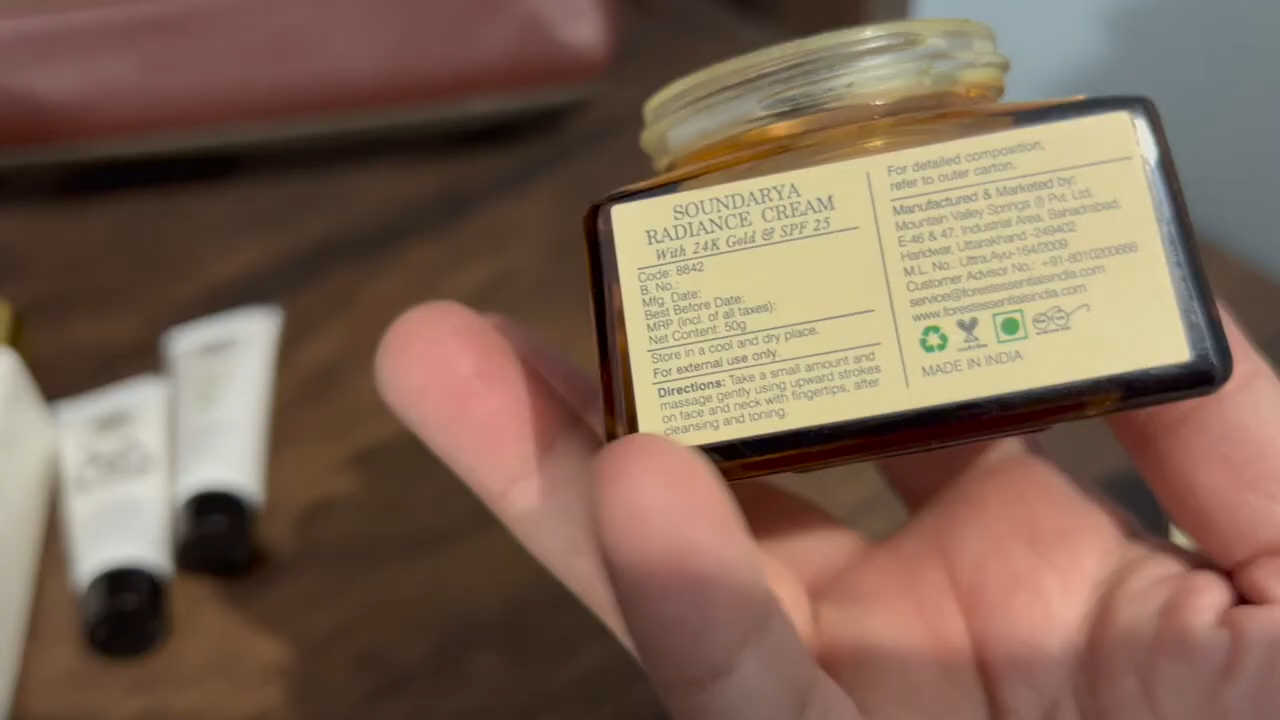 SOUNDARYA
RADIANCE CREAM
With 24K Gold & SPF 25
Code: 8842
B. No.:
Mfg. Date:
Best Before Date:
MRP (incl. of all taxes):
Net Content: 50g
Store in a cool and dry place.
For external use only.
Directions: Take a small amount and
massage gently using upward strokes
on face and neck with fingertips, after
cleansing and toning.
For detailed composition,
refer to outer carton.
Manufactured & Marketed by:
Mountain Valley Springs (I) Pvt. Ltd.
E-46 & 47, Industrial Area, Bahadrabad,
Haridwar, Uttarakhand -249402
M.L. No.. Uttra.Ayu-164/2009
Customer Advisor No.: +91-8010200668
service@forestessentialsindia.com
www.forestessentialsindia.com
MADE IN INDIA